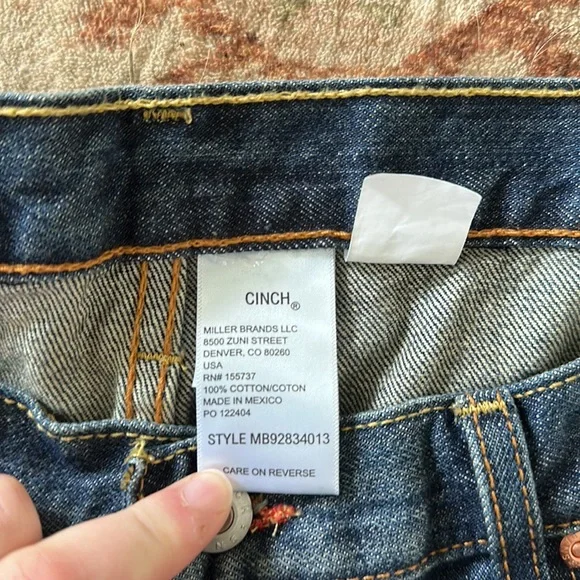 CINCH®
MILLER BRANDS LLC
8500 ZUNI STREET
DENVER, CO 80260
USA
RN# 155737
100% COTTON/COTON
MADE IN MEXICO
PO 122404
STYLE MB92834013
CARE ON REVERSE